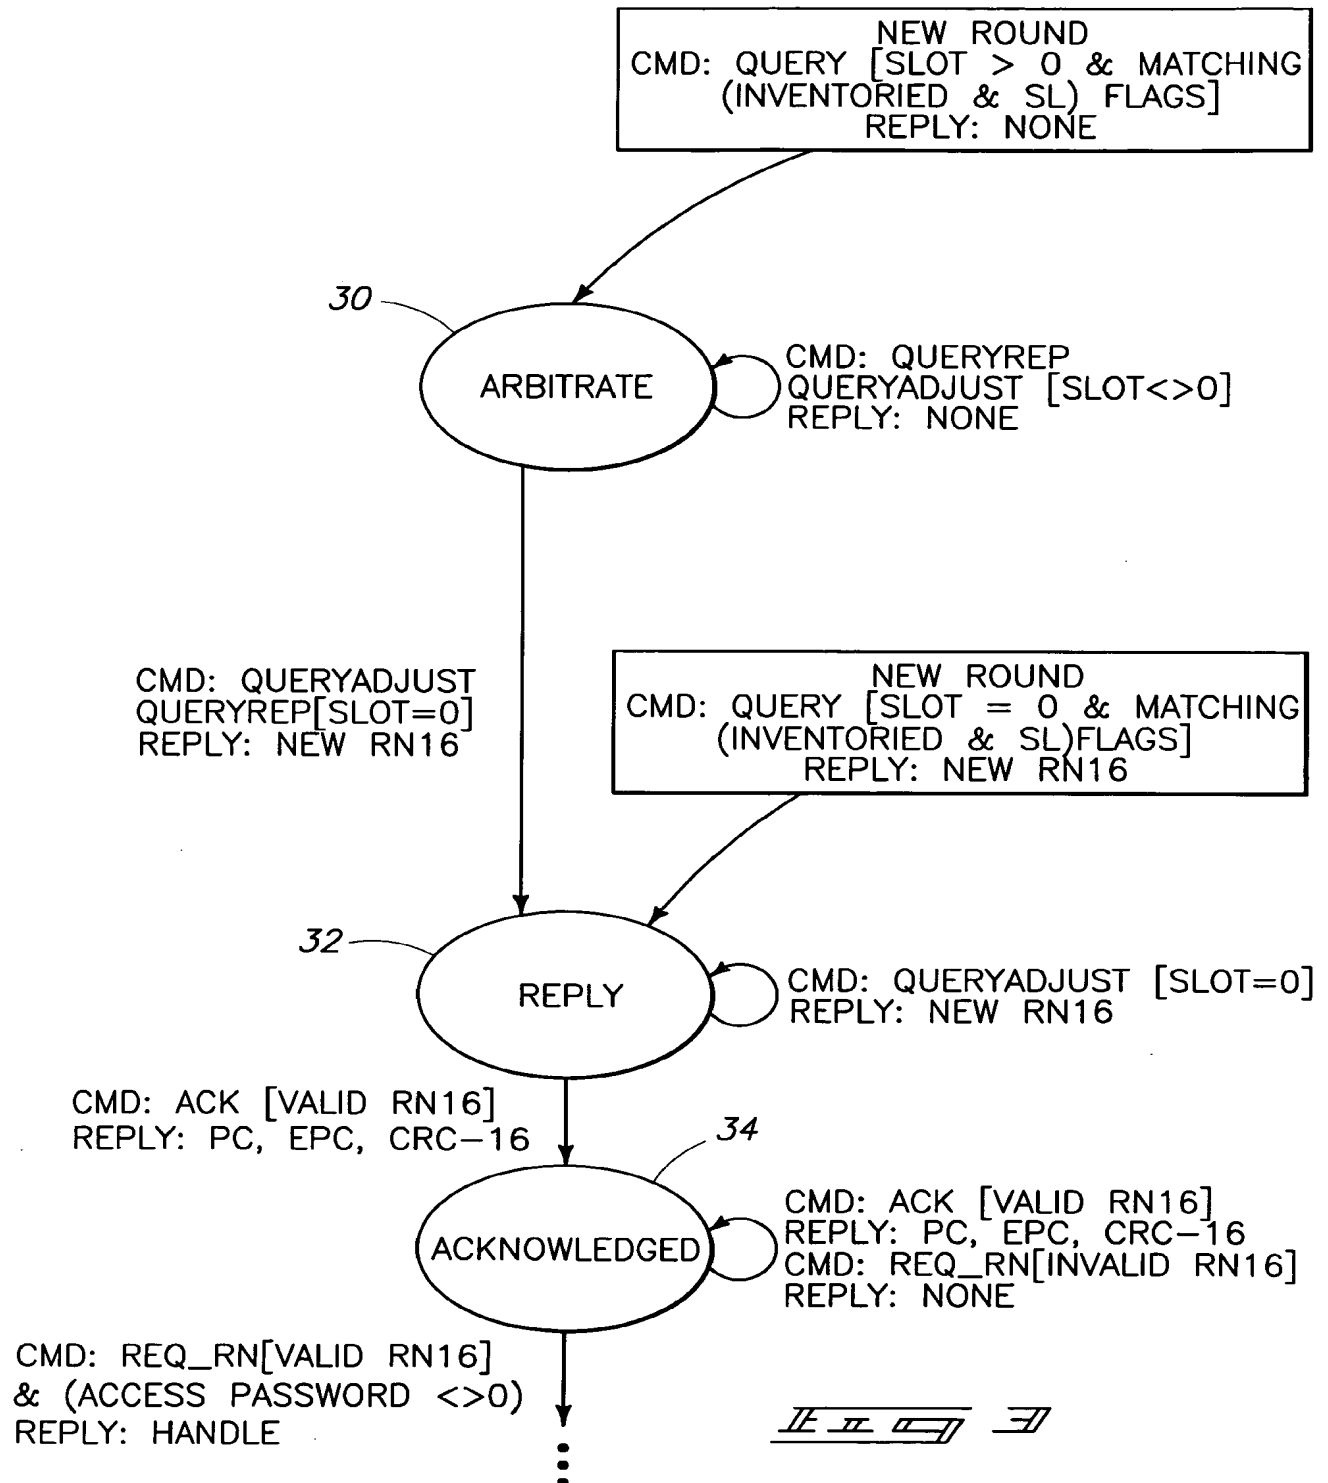 NEW ROUND
CMD: QUERY [SLOT > 0 & MATCHING
(INVENTORIED & SL) FLAGS]
REPLY: NONE
30
ARBITRATE
CMD: QUERYREP
QUERYADJUST [SLOT<>0]
REPLY: NONE
CMD: QUERYADJUST
QUERYREP[SLOT=0]
REPLY: NEW RN16
NEW ROUND
CMD: QUERY [SLOT = 0 & MATCHING
(INVENTORIED & SL)FLAGS]
REPLY: NEW RN16
32
REPLY
CMD: QUERYADJUST [SLOT=0]
REPLY: NEW RN16
CMD: ACK [VALID RN16]
REPLY: PC, EPC, CRC-16
34
ACKNOWLEDGED
CMD: ACK [VALID RN16]
REPLY: PC, EPC, CRC-16
CMD: REQ_RN[INVALID RN16]
REPLY: NONE
CMD: REQ_RN[VALID RN16]
& (ACCESS PASSWORD <>0)
REPLY: HANDLE
FIG 3